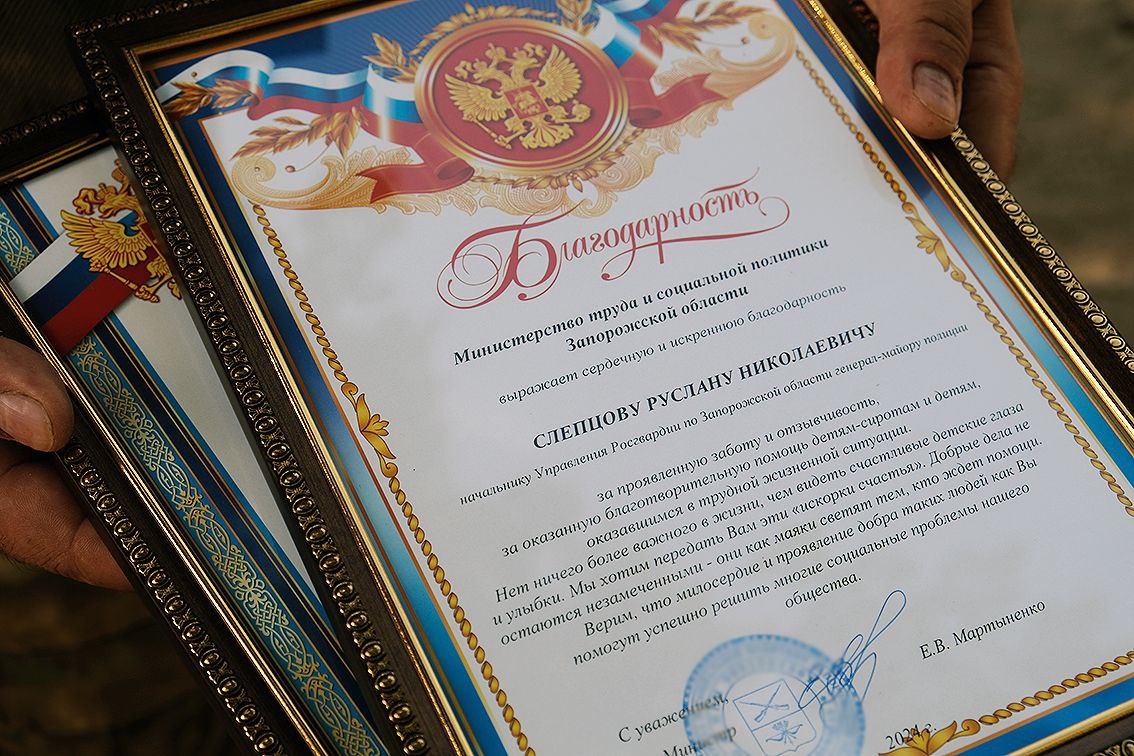 Благодарность
Министерство труда и социальной политики
Запорожской области
выражает сердечную и искреннюю благодарность
СЛЕПЦОВУ РУСЛАНУ НИКОЛАЕВИЧУ
начальнику Управления Росгвардии по Запорожской области генерал-майору полиции
за проявленную заботу и отзывчивость,
за оказанную благотворительную помощь детям-сиротам и детям,
оказавшимся в трудной жизненной ситуации.
Нет ничего более важного в жизни, чем видеть счастливые детские глаза
и улыбки. Мы хотим передать Вам эти «искорки счастья». Добрые дела не
остаются незамеченными - они как маяки светят тем, кто ждет помощи.
Верим, что милосердие и проявление добра таких людей как Вы
помогут успешно решить многие социальные проблемы нашего
общества.
С уважением,
Министр
Е.В. Мартыненко
2024 г.